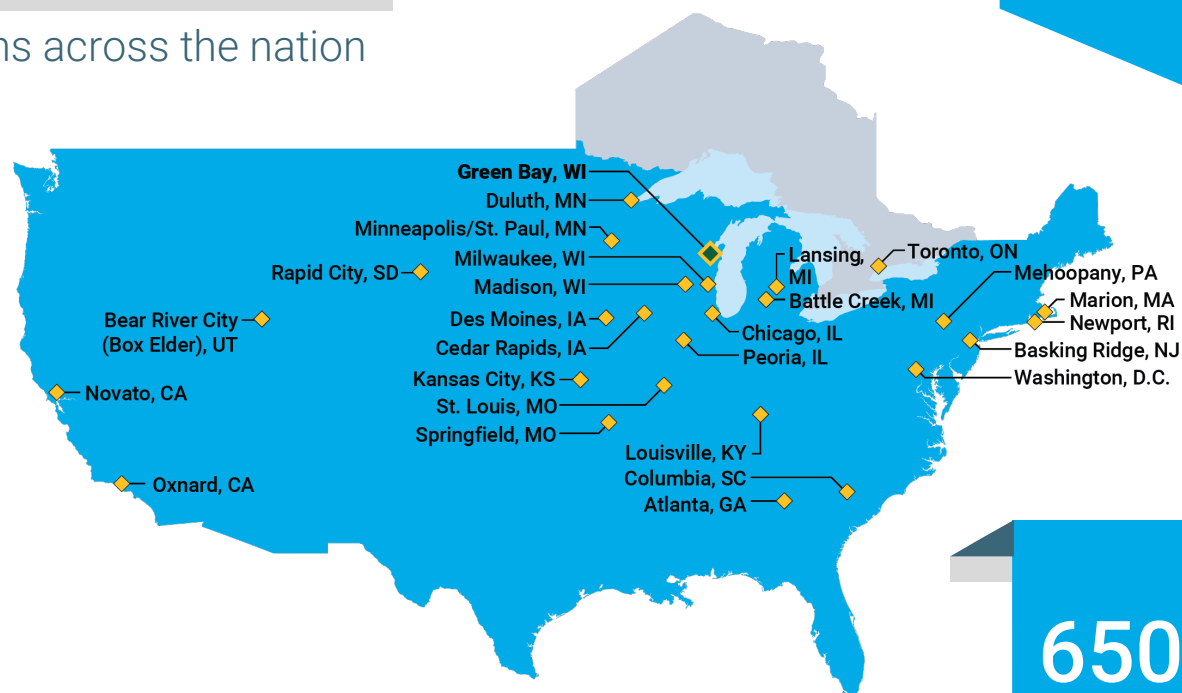 ns across the nation
Green Bay, WI
Duluth, MN
Minneapolis/St. Paul, MN
Milwaukee, WI
Madison, WI
Rapid City, SD
Bear River City
(Box Elder), UT
Des Moines, IA
Cedar Rapids, IA
Kansas City, KS
St. Louis, MO
Springfield, MO
Novato, CA
Oxnard, CA
Lansing,
MI
Battle Creek, MI
Chicago, IL
Peoria, IL
Louisville, KY
Columbia, SC
Atlanta, GA
Toronto, ON
Mehoopany, PA
Marion, MA
Newport, RI
Basking Ridge, NJ
Washington, D.C.
650